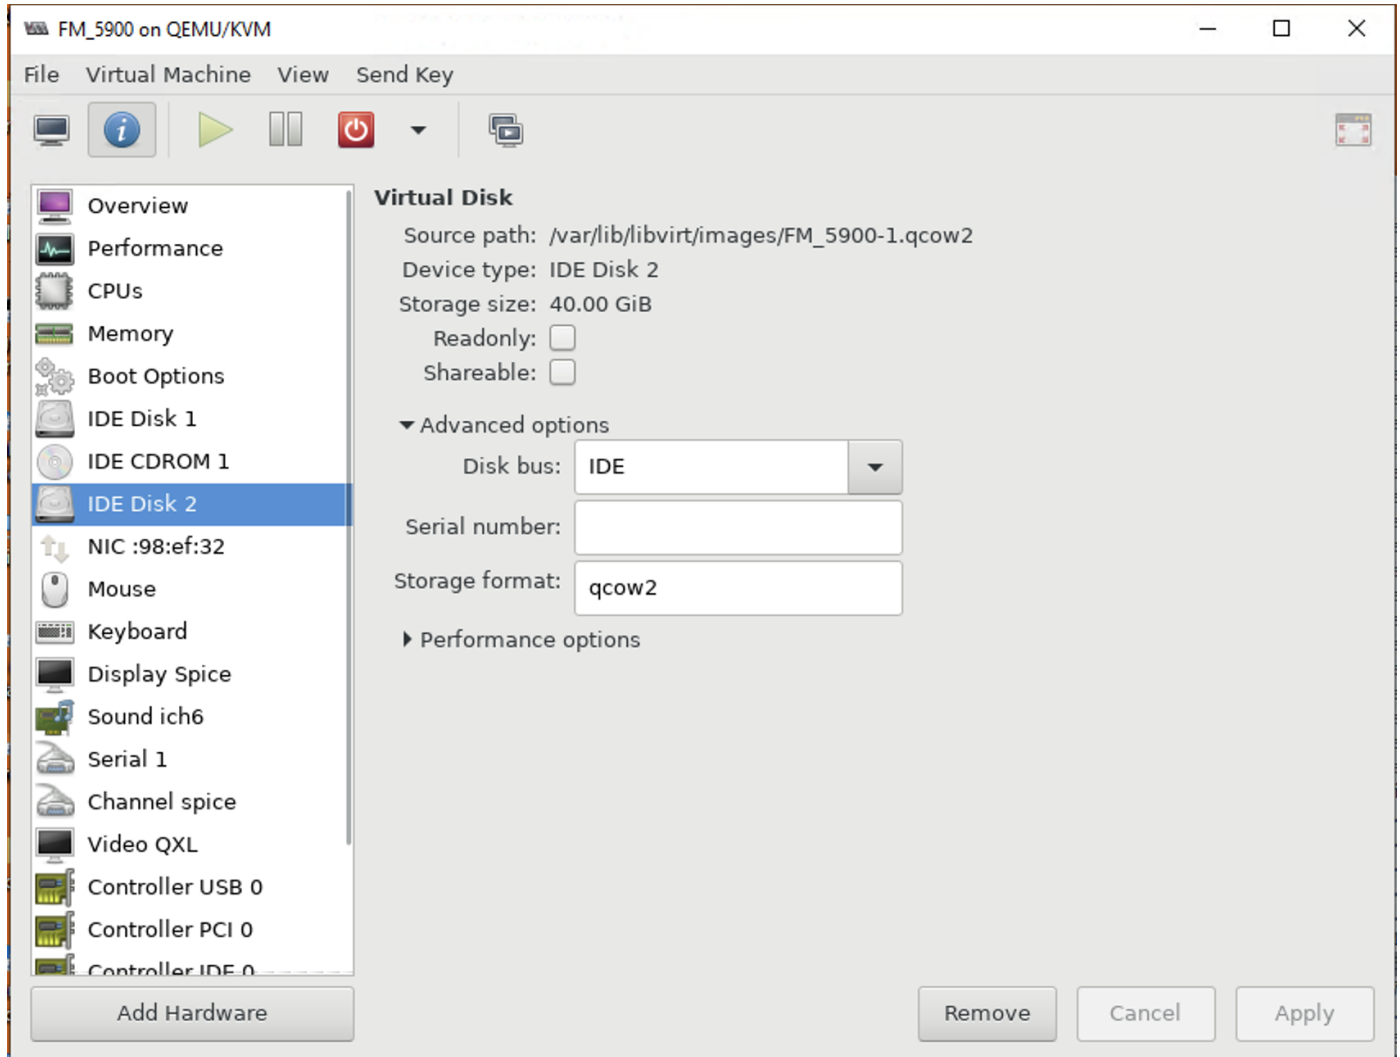 FM_5900 on QEMU/KVM
File Virtual Machine View Send Key
Overview
Performance
CPUs
Memory
Boot Options
IDE Disk 1
IDE CDROM 1
IDE Disk 2
NIC :98:ef:32
Mouse
Keyboard
Display Spice
Sound ich6
Serial 1
Channel spice
Video QXL
Controller USB 0
Controller PCI 0
Controller IDE 0
Add Hardware
Virtual Disk
Source path: /var/lib/libvirt/images/FM_5900-1.qcow2
Device type: IDE Disk 2
Storage size: 40.00 GiB
Readonly:
Shareable:
Advanced options
Disk bus: IDE
Serial number:
Storage format: qcow2
Performance options
Remove Cancel Apply